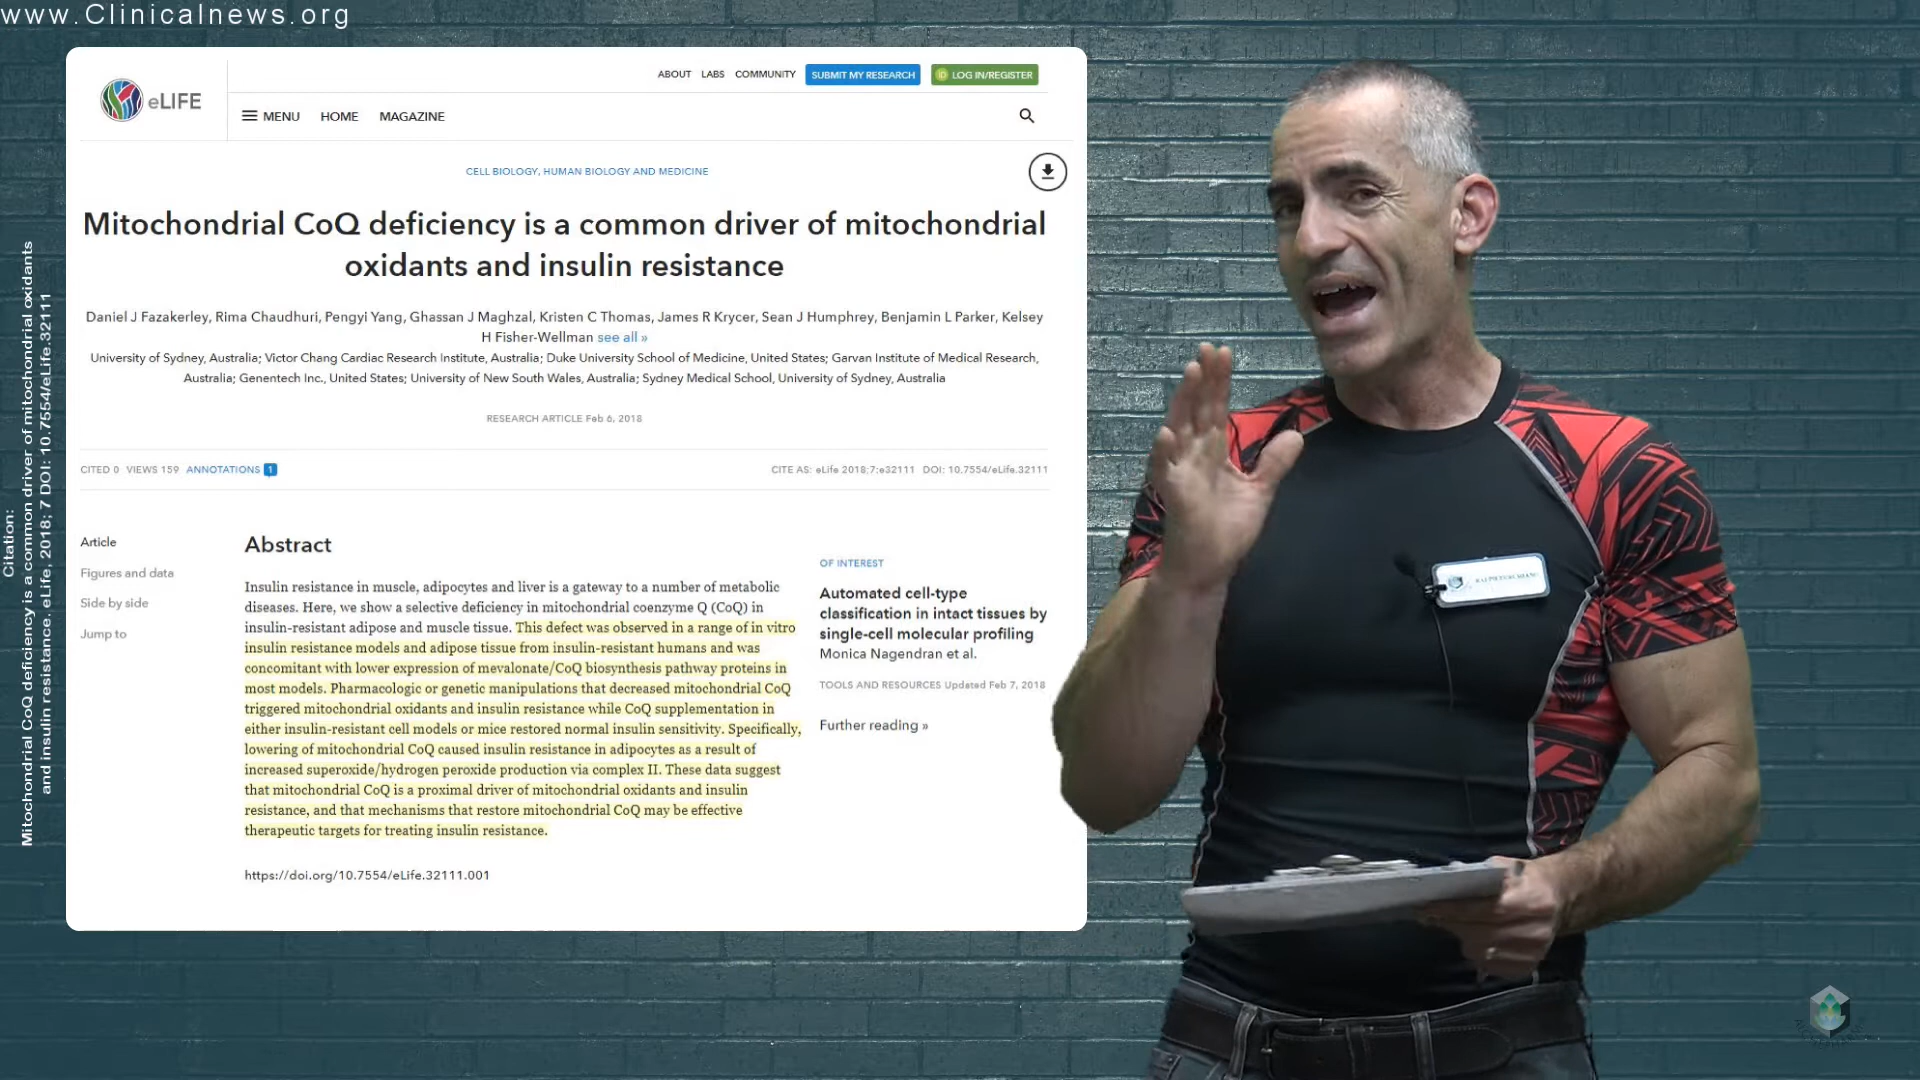 www.Clinicalnews.org
Citation:
Mitochondrial CoQ deficiency is a common driver of mitochondrial oxidants
and insulin resistance. eLife, 2018; 7 DOI: 10.7554/eLife.32111
eLIFE
ABOUT LABS COMMUNITY SUBMIT MY RESEARCH LOG IN/REGISTER
MENU HOME MAGAZINE
CELL BIOLOGY, HUMAN BIOLOGY AND MEDICINE
Mitochondrial CoQ deficiency is a common driver of mitochondrial
oxidants and insulin resistance
Daniel J Fazakerley, Rima Chaudhuri, Pengyi Yang, Ghassan J Maghzal, Kristen C Thomas, James R Krycer, Sean J Humphrey, Benjamin L Parker, Kelsey
H Fisher-Wellman see all »
University of Sydney, Australia; Victor Chang Cardiac Research Institute, Australia; Duke University School of Medicine, United States; Garvan Institute of Medical Research,
Australia; Genentech Inc., United States; University of New South Wales, Australia; Sydney Medical School, University of Sydney, Australia
RESEARCH ARTICLE Feb 6, 2018
CITED 0 VIEWS 159 ANNOTATIONS 1
CITE AS: eLife 2018;7:e32111 DOI: 10.7554/eLife.32111
Article
Figures and data
Side by side
Jump to
Abstract
Insulin resistance in muscle, adipocytes and liver is a gateway to a number of metabolic
diseases. Here, we show a selective deficiency in mitochondrial coenzyme Q (CoQ) in
insulin-resistant adipose and muscle tissue. This defect was observed in a range of in vitro
insulin resistance models and adipose tissue from insulin-resistant humans and was
concomitant with lower expression of mevalonate/CoQ biosynthesis pathway proteins in
most models. Pharmacologic or genetic manipulations that decreased mitochondrial CoQ
triggered mitochondrial oxidants and insulin resistance while CoQ supplementation in
either insulin-resistant cell models or mice restored normal insulin sensitivity. Specifically,
lowering of mitochondrial CoQ caused insulin resistance in adipocytes as a result of
increased superoxide/hydrogen peroxide production via complex II. These data suggest
that mitochondrial CoQ is a proximal driver of mitochondrial oxidants and insulin
resistance, and that mechanisms that restore mitochondrial CoQ may be effective
therapeutic targets for treating insulin resistance.
https://doi.org/10.7554/eLife.32111.001
OF INTEREST
Automated cell-type
classification in intact tissues by
single-cell molecular profiling
Monica Nagendran et al.
TOOLS AND RESOURCES Updated Feb 7, 2018
Further reading »